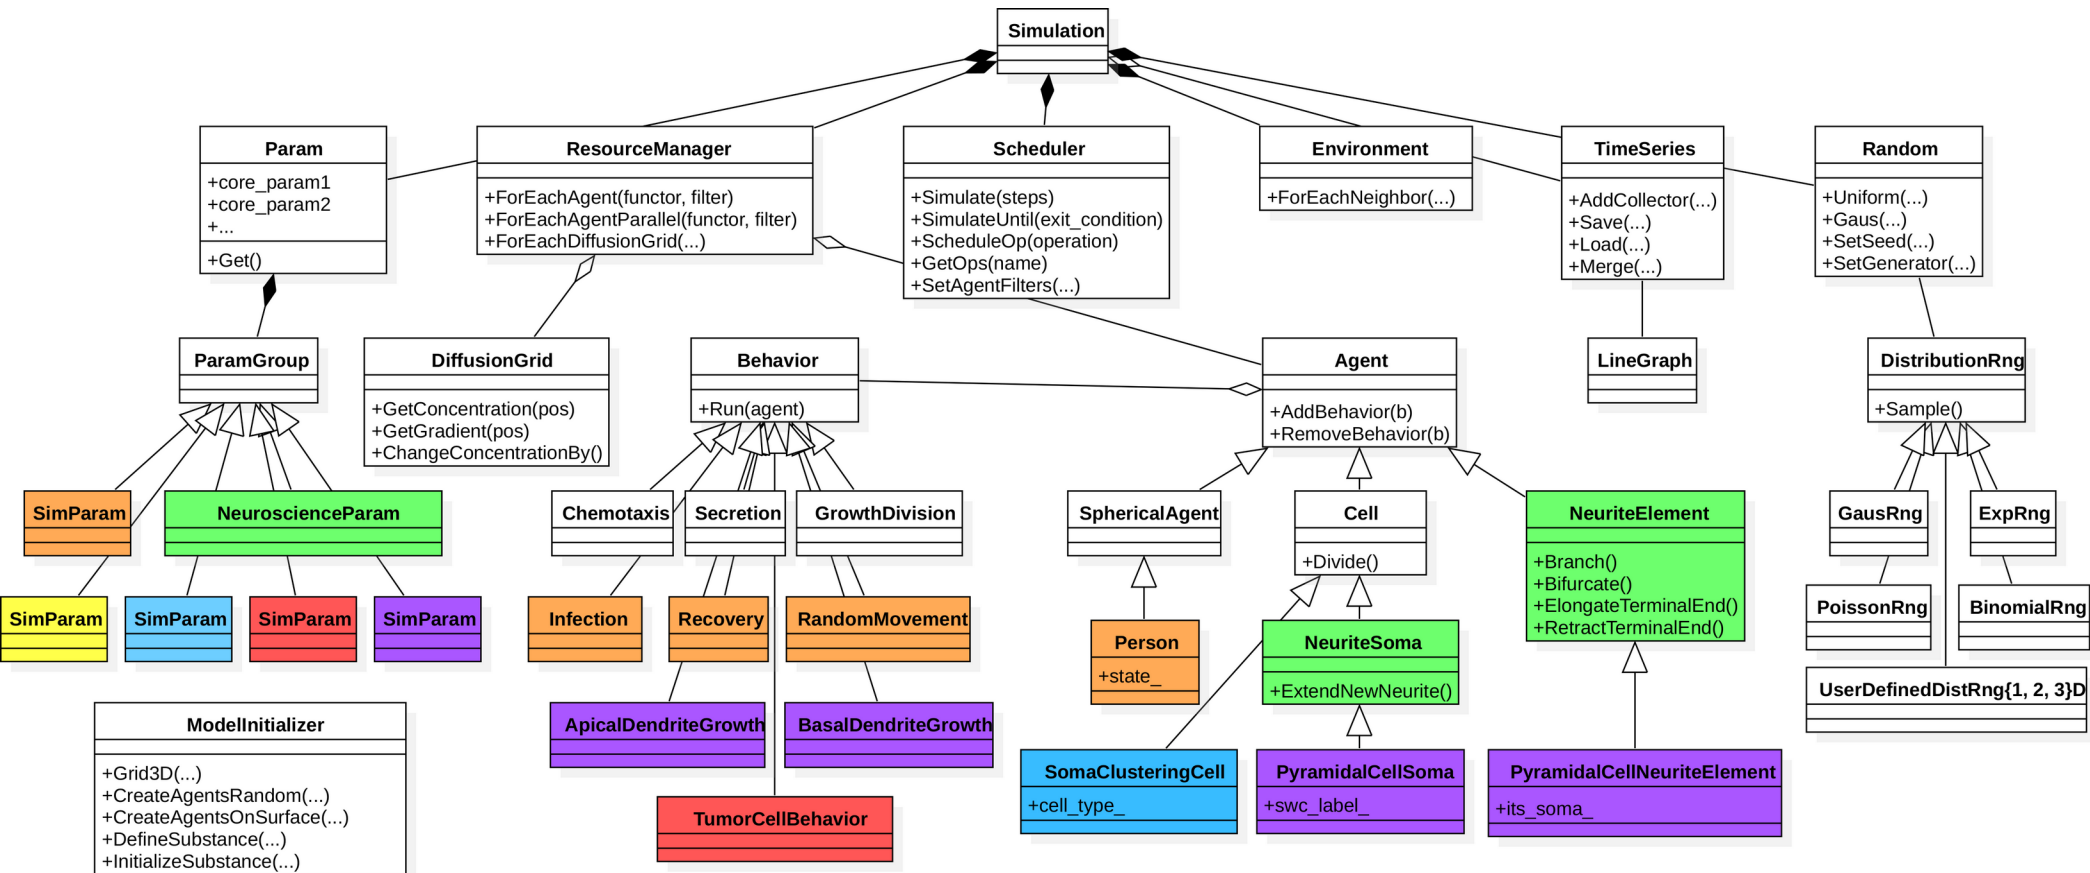 Simulation
Param
+core_param1
+core_param2
+...
+Get()
ResourceManager
+ForEachAgent(functor, filter)
+ForEachAgentParallel(functor, filter)
+ForEachDiffusionGrid(...)
Scheduler
+Simulate(steps)
+SimulateUntil(exit_condition)
+ScheduleOp(operation)
+GetOps(name)
+SetAgentFilters(...)
Environment
+ForEachNeighbor(...)
TimeSeries
+AddCollector(...)
+Save(...)
+Load(...)
+Merge(...)
Random
+Uniform(...)
+Gaus(...)
+SetSeed(...)
+SetGenerator(...)
ParamGroup
DiffusionGrid
+GetConcentration(pos)
+GetGradient(pos)
+ChangeConcentrationBy()
Behavior
+Run(agent)
Agent
+AddBehavior(b)
+RemoveBehavior(b)
LineGraph
DistributionRng
+Sample()
SimParam
NeuroscienceParam
Chemotaxis
Secretion
GrowthDivision
SphericalAgent
Cell
+Divide()
NeuriteElement
+Branch()
+Bifurcate()
+ElongateTerminalEnd()
+RetractTerminalEnd()
GausRng
ExpRng
SimParam
SimParam
SimParam
SimParam
Infection
Recovery
RandomMovement
Person
+state_
NeuriteSoma
+ExtendNewNeurite()
PoissonRng
BinomialRng
UserDefinedDistRng{1, 2, 3}D
ModelInitializer
+Grid3D(...)
+CreateAgentsRandom(...)
+CreateAgentsOnSurface(...)
+DefineSubstance(...)
+InitializeSubstance(...)
ApicalDendriteGrowth
BasalDendriteGrowth
TumorCellBehavior
SomaClusteringCell
+cell_type_
PyramidalCellSoma
+swc_label_
PyramidalCellNeuriteElement
+its_soma_